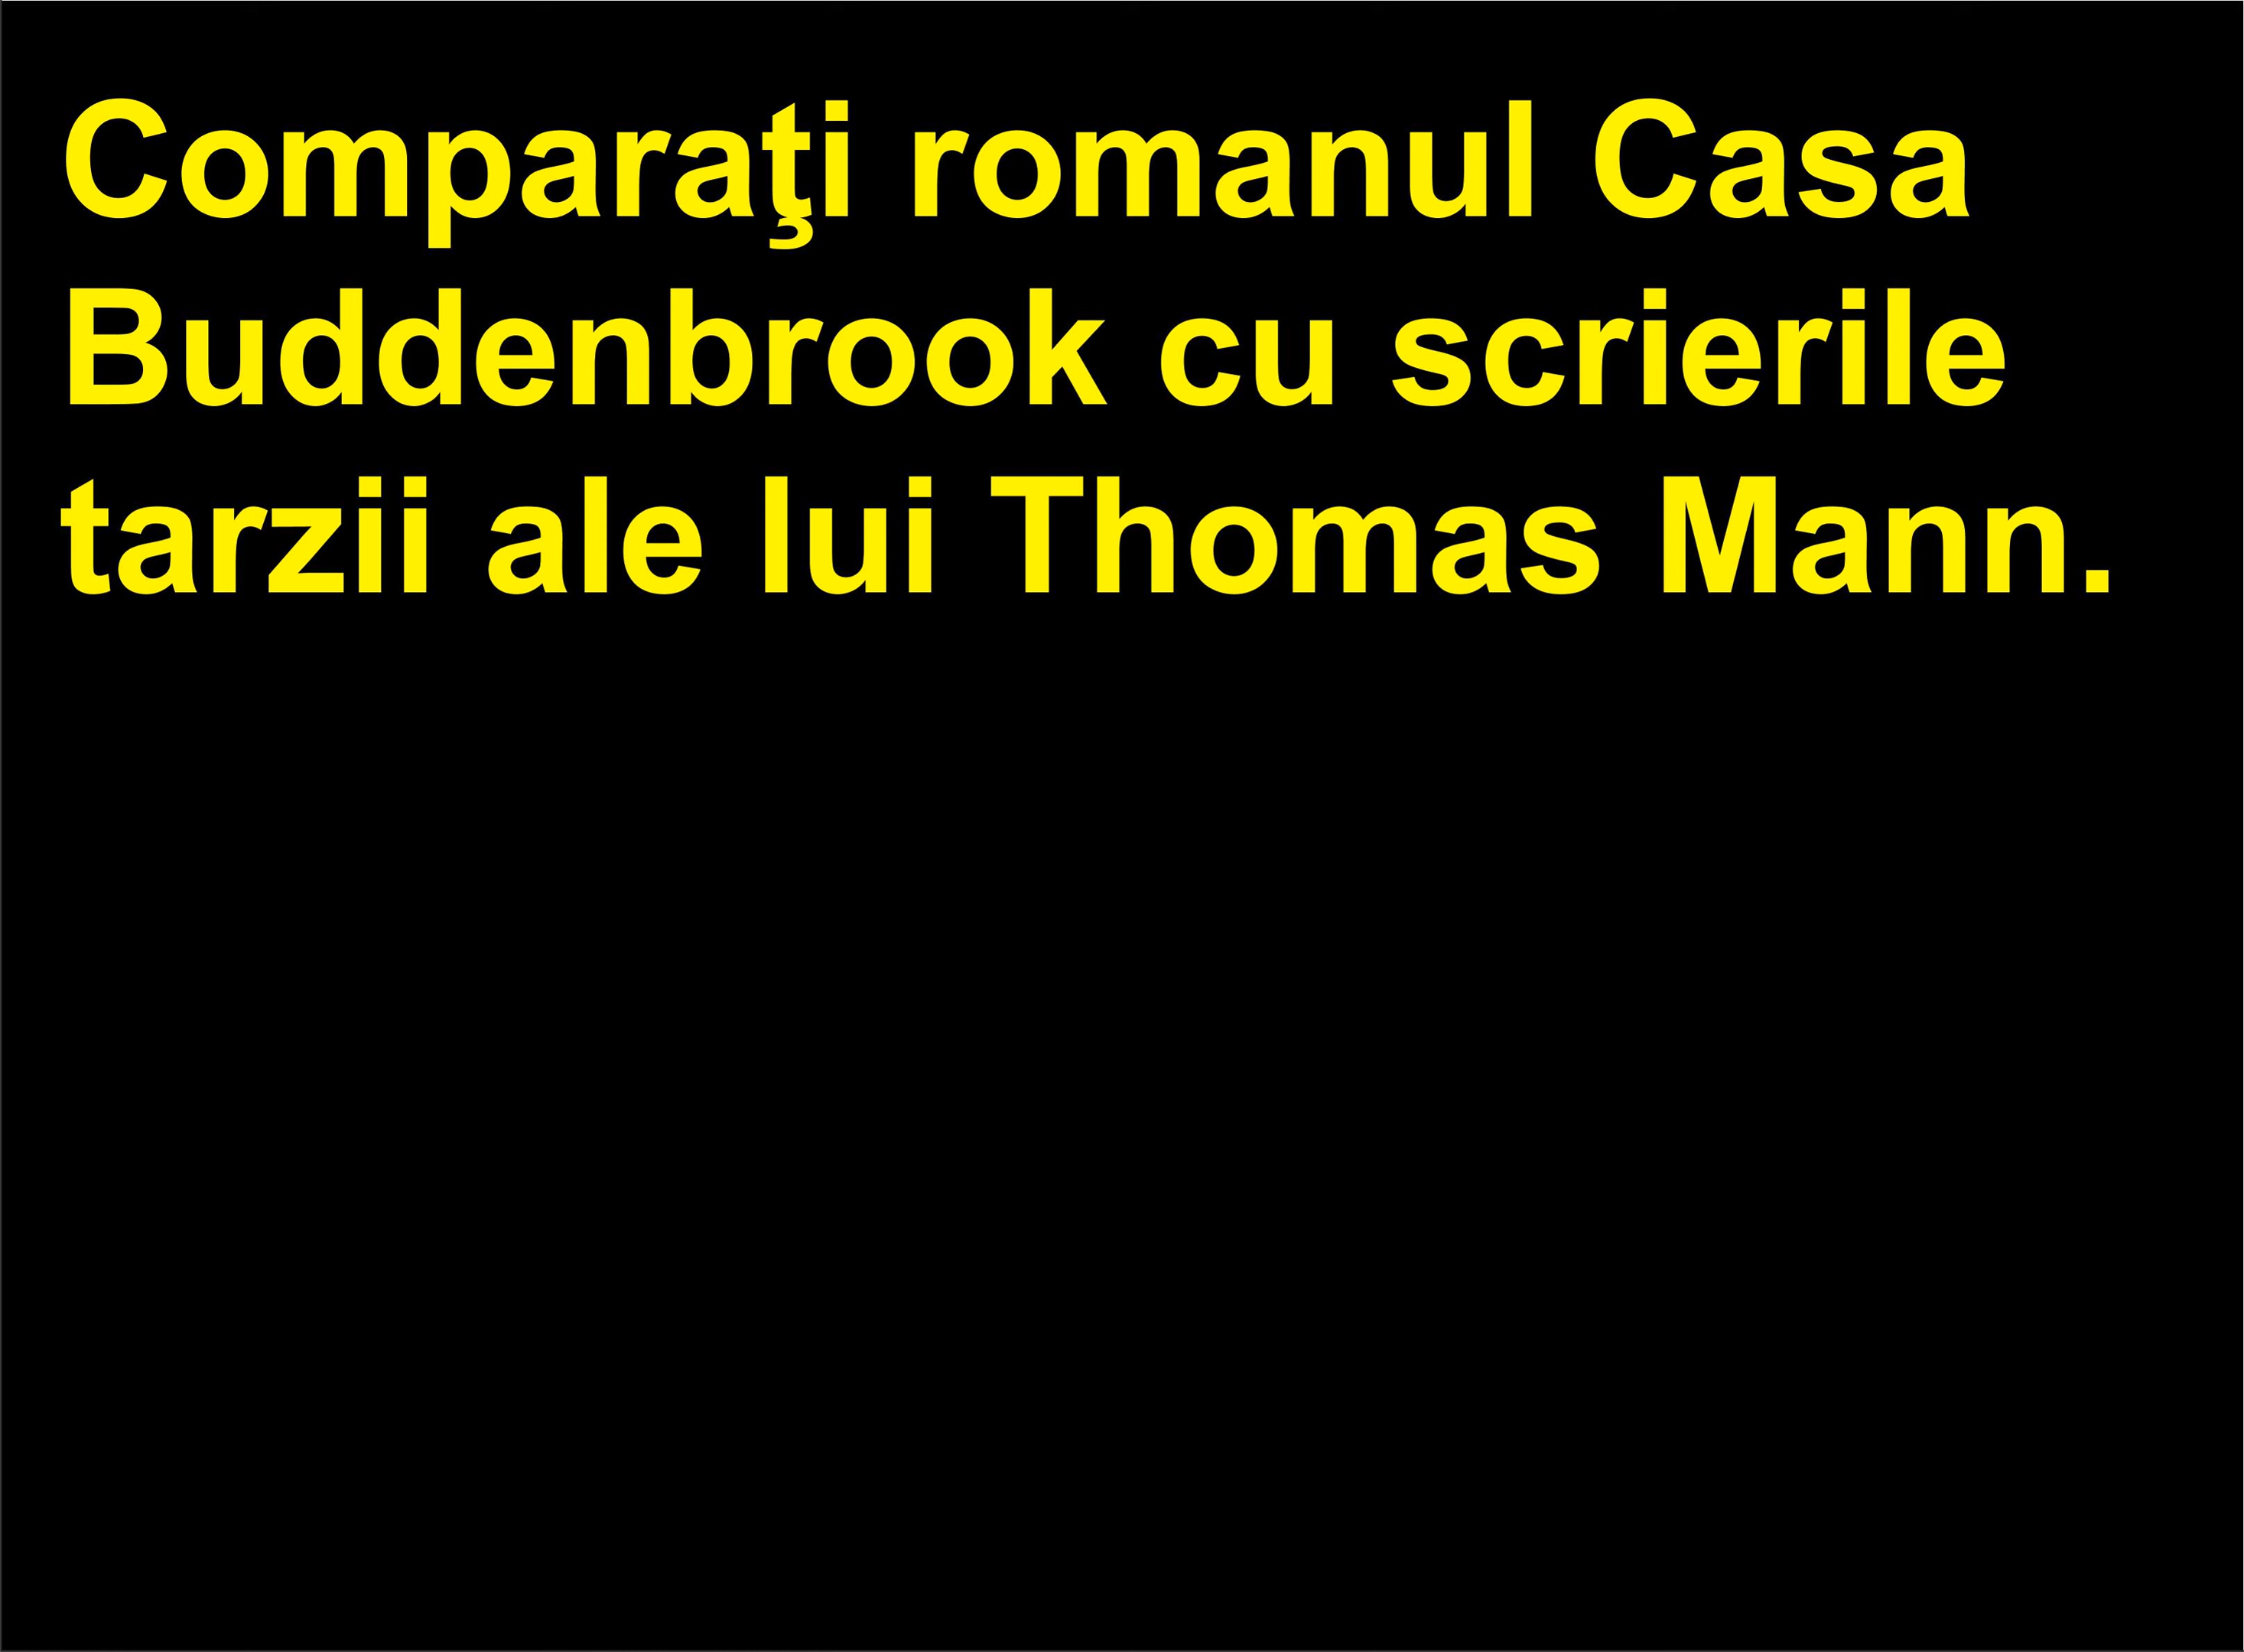 Comparaţi romanul Casa
Buddenbrook cu scrierile
tarzii ale lui Thomas Mann.